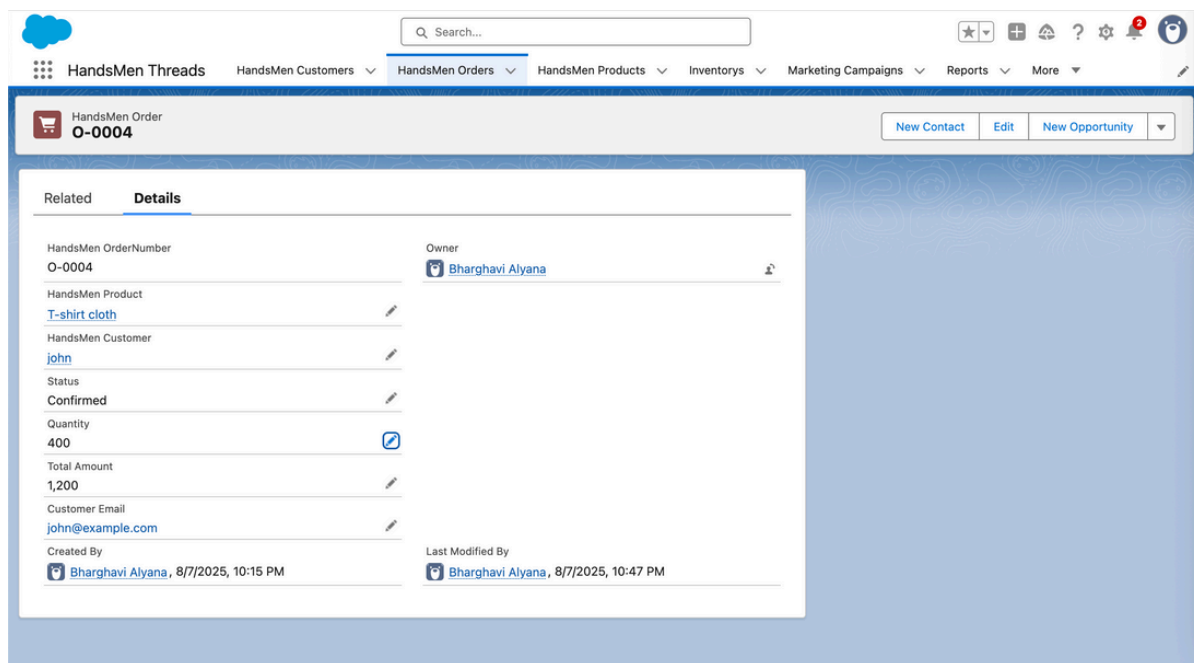 Search...
2
HandsMen Threads HandsMen Customers HandsMen Orders HandsMen Products Inventorys Marketing Campaigns Reports More
HandsMen Order
O-0004
New Contact Edit New Opportunity
Related Details
HandsMen OrderNumber
O-0004
Owner
Bharghavi Alyana
HandsMen Product
T-shirt cloth
HandsMen Customer
john
Status
Confirmed
Quantity
400
Total Amount
1,200
Customer Email
john@example.com
Created By
Bharghavi Alyana, 8/7/2025, 10:15 PM
Last Modified By
Bharghavi Alyana, 8/7/2025, 10:47 PM